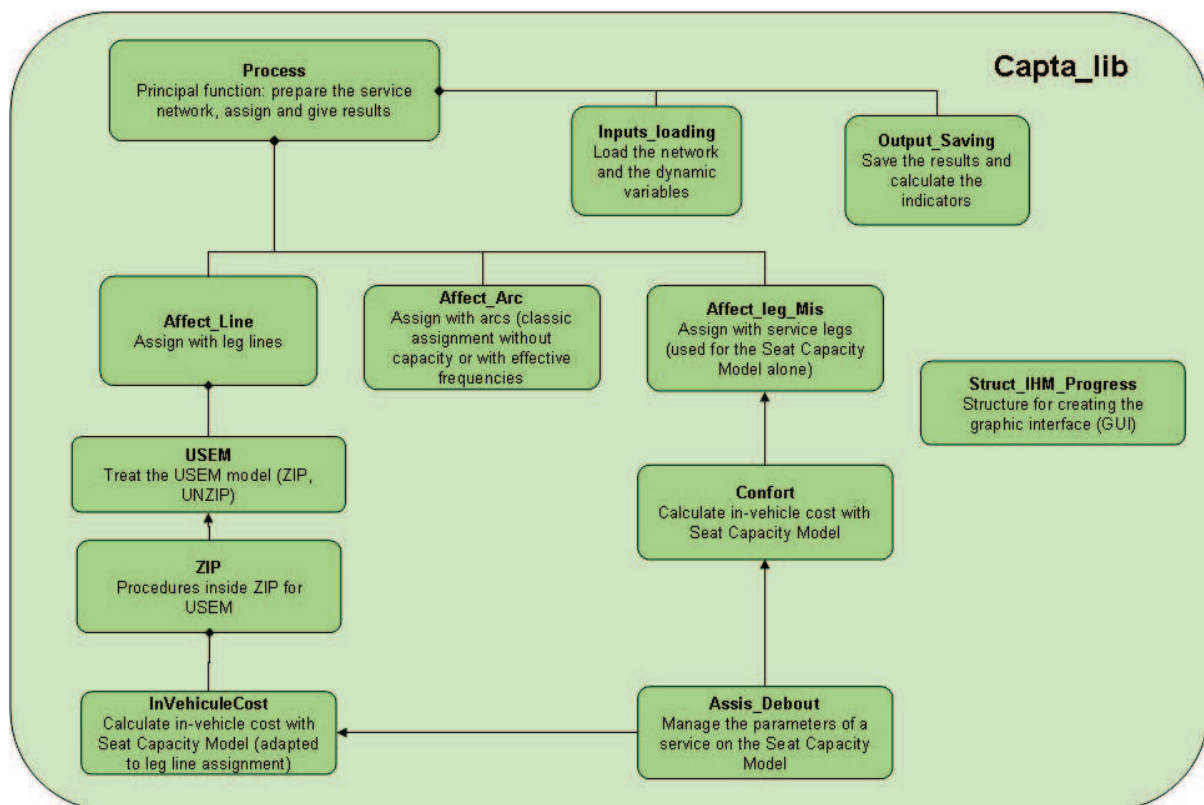 Capta_lib
Process
Principal function: prepare the service
network, assign and give results
Inputs_loading
Load the network
and the dynamic
variables
Output_Saving
Save the results and
calculate the
indicators
Affect_Line
Assign with leg lines
Affect_Arc
Assign with arcs (classic
assignment without
capacity or with effective
frequencies
Affect_leg_Mis
Assign with service legs
(used for the Seat Capacity
Model alone)
Struct_IHM_Progress
Structure for creating the
graphic interface (GUI)
USEM
Treat the USEM model (ZIP,
UNZIP)
Confort
Calculate in-vehicle cost with
Seat Capacity Model
ZIP
Procedures inside ZIP for
USEM
InVehiculeCost
Calculate in-vehicle cost with
Seat Capacity Model (adapted
to leg line assignment)
Assis_Debout
Manage the parameters of a
service on the Seat Capacity
Model